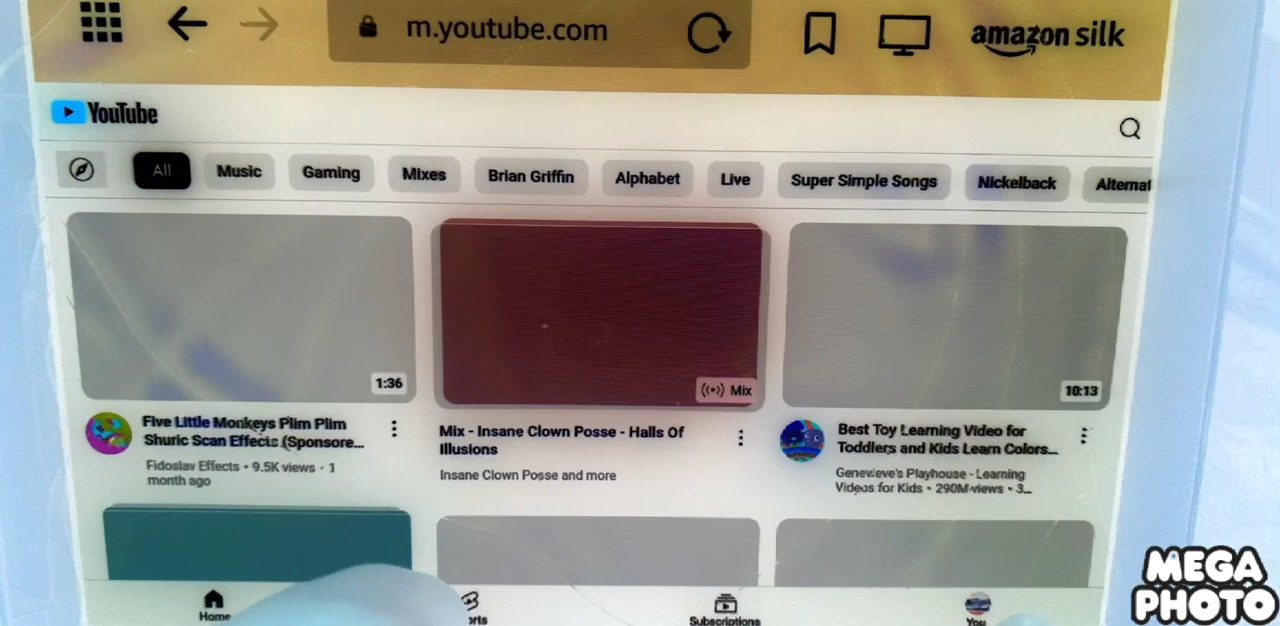 m.youtube.com
amazon silk
YouTube
All
Music
Gaming
Mixes
Brian Griffin
Alphabet
Live
Super Simple Songs
Nickelback
Alternat
1:36
Mix
10:13
Five Little Monkeys Plim Plim
Shuric Scan Effects (Sponsore...
Fidoslav Effects • 9.5K views • 1
month ago
Mix - Insane Clown Posse - Halls Of
Illusions
Insane Clown Posse and more
Best Toy Learning Video for
Toddlers and Kids Learn Colors...
Genevieve's Playhouse - Learning
Videos for Kids • 290M views • 3...
Home
orts
Subscriptions
You
MEGA
PHOTO